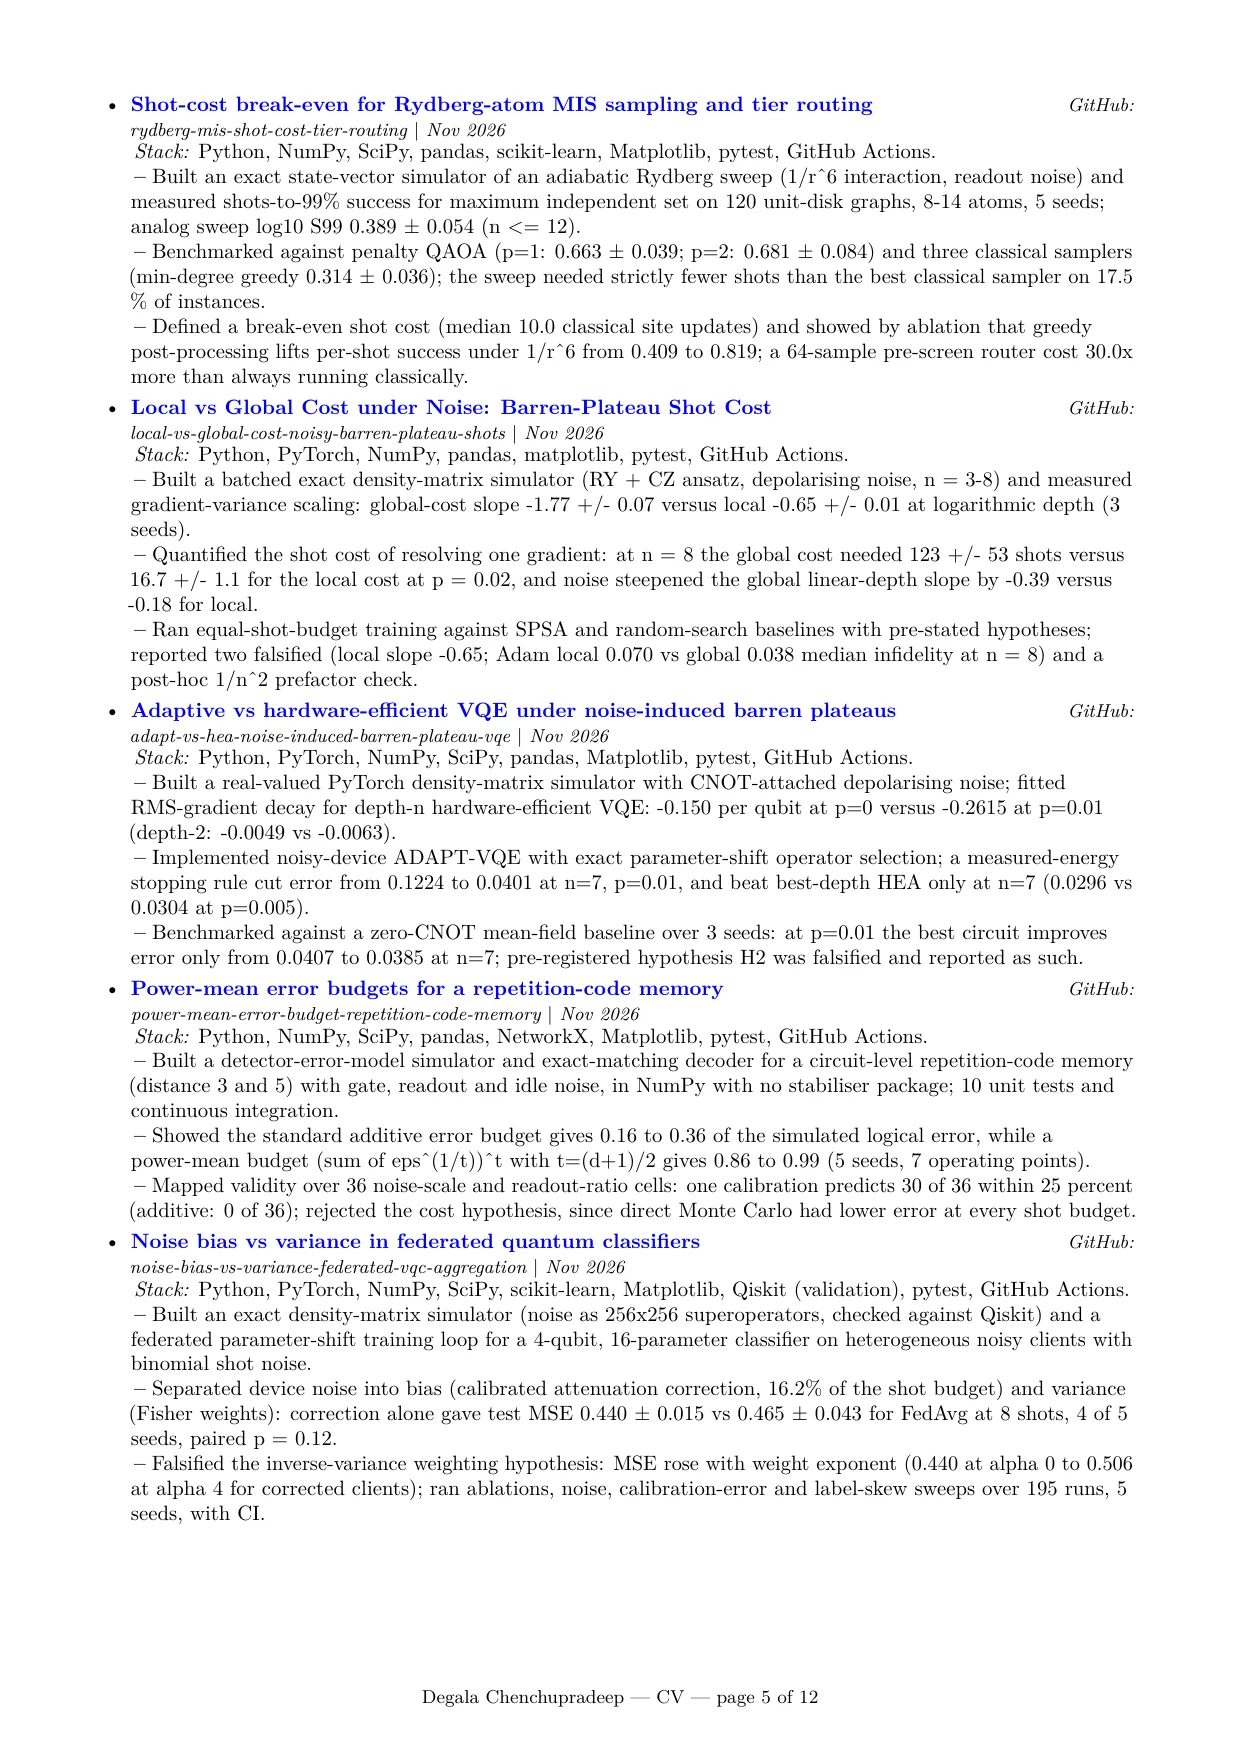 • Shot-cost break-even for Rydberg-atom MIS sampling and tier routing GitHub:
rydberg-mis-shot-cost-tier-routing | Nov 2026
Stack: Python, NumPy, SciPy, pandas, scikit-learn, Matplotlib, pytest, GitHub Actions.
– Built an exact state-vector simulator of an adiabatic Rydberg sweep (1/r^6 interaction, readout noise) and
measured shots-to-99% success for maximum independent set on 120 unit-disk graphs, 8-14 atoms, 5 seeds;
analog sweep log10 S99 0.389 ± 0.054 (n <= 12).
– Benchmarked against penalty QAOA (p=1: 0.663 ± 0.039; p=2: 0.681 ± 0.084) and three classical samplers
(min-degree greedy 0.314 ± 0.036); the sweep needed strictly fewer shots than the best classical sampler on 17.5
% of instances.
– Defined a break-even shot cost (median 10.0 classical site updates) and showed by ablation that greedy
post-processing lifts per-shot success under 1/r^6 from 0.409 to 0.819; a 64-sample pre-screen router cost 30.0x
more than always running classically.
• Local vs Global Cost under Noise: Barren-Plateau Shot Cost GitHub:
local-vs-global-cost-noisy-barren-plateau-shots | Nov 2026
Stack: Python, PyTorch, NumPy, pandas, matplotlib, pytest, GitHub Actions.
– Built a batched exact density-matrix simulator (RY + CZ ansatz, depolarising noise, n = 3-8) and measured
gradient-variance scaling: global-cost slope -1.77 +/- 0.07 versus local -0.65 +/- 0.01 at logarithmic depth (3
seeds).
– Quantified the shot cost of resolving one gradient: at n = 8 the global cost needed 123 +/- 53 shots versus
16.7 +/- 1.1 for the local cost at p = 0.02, and noise steepened the global linear-depth slope by -0.39 versus
-0.18 for local.
– Ran equal-shot-budget training against SPSA and random-search baselines with pre-stated hypotheses;
reported two falsified (local slope -0.65; Adam local 0.070 vs global 0.038 median infidelity at n = 8) and a
post-hoc 1/n^2 prefactor check.
• Adaptive vs hardware-efficient VQE under noise-induced barren plateaus GitHub:
adapt-vs-hea-noise-induced-barren-plateau-vqe | Nov 2026
Stack: Python, PyTorch, NumPy, SciPy, pandas, Matplotlib, pytest, GitHub Actions.
– Built a real-valued PyTorch density-matrix simulator with CNOT-attached depolarising noise; fitted
RMS-gradient decay for depth-n hardware-efficient VQE: -0.150 per qubit at p=0 versus -0.2615 at p=0.01
(depth-2: -0.0049 vs -0.0063).
– Implemented noisy-device ADAPT-VQE with exact parameter-shift operator selection; a measured-energy
stopping rule cut error from 0.1224 to 0.0401 at n=7, p=0.01, and beat best-depth HEA only at n=7 (0.0296 vs
0.0304 at p=0.005).
– Benchmarked against a zero-CNOT mean-field baseline over 3 seeds: at p=0.01 the best circuit improves
error only from 0.0407 to 0.0385 at n=7; pre-registered hypothesis H2 was falsified and reported as such.
• Power-mean error budgets for a repetition-code memory GitHub:
power-mean-error-budget-repetition-code-memory | Nov 2026
Stack: Python, NumPy, SciPy, pandas, NetworkX, Matplotlib, pytest, GitHub Actions.
– Built a detector-error-model simulator and exact-matching decoder for a circuit-level repetition-code memory
(distance 3 and 5) with gate, readout and idle noise, in NumPy with no stabiliser package; 10 unit tests and
continuous integration.
– Showed the standard additive error budget gives 0.16 to 0.36 of the simulated logical error, while a
power-mean budget (sum of eps^(1/t))^t with t=(d+1)/2 gives 0.86 to 0.99 (5 seeds, 7 operating points).
– Mapped validity over 36 noise-scale and readout-ratio cells: one calibration predicts 30 of 36 within 25 percent
(additive: 0 of 36); rejected the cost hypothesis, since direct Monte Carlo had lower error at every shot budget.
• Noise bias vs variance in federated quantum classifiers GitHub:
noise-bias-vs-variance-federated-vqc-aggregation | Nov 2026
Stack: Python, PyTorch, NumPy, SciPy, scikit-learn, Matplotlib, Qiskit (validation), pytest, GitHub Actions.
– Built an exact density-matrix simulator (noise as 256x256 superoperators, checked against Qiskit) and a
federated parameter-shift training loop for a 4-qubit, 16-parameter classifier on heterogeneous noisy clients with
binomial shot noise.
– Separated device noise into bias (calibrated attenuation correction, 16.2% of the shot budget) and variance
(Fisher weights): correction alone gave test MSE 0.440 ± 0.015 vs 0.465 ± 0.043 for FedAvg at 8 shots, 4 of 5
seeds, paired p = 0.12.
– Falsified the inverse-variance weighting hypothesis: MSE rose with weight exponent (0.440 at alpha 0 to 0.506
at alpha 4 for corrected clients); ran ablations, noise, calibration-error and label-skew sweeps over 195 runs, 5
seeds, with CI.
Degala Chenchupradeep — CV — page 5 of 12